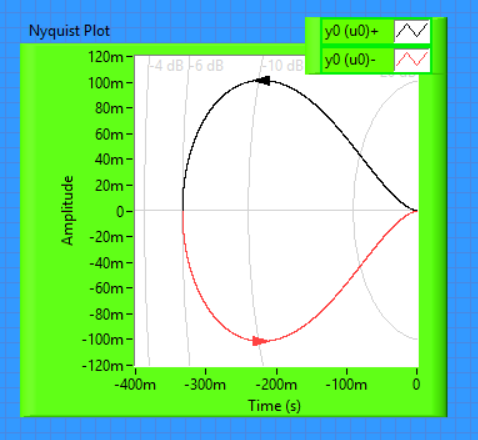 Nyquist Plot
y0 (u0)+
y0 (u0)-
-4 dB -6 dB -10 dB
120m
100m
80m
60m
40m
20m
0
-20m
-40m
-60m
-80m
-100m
-120m
Amplitude
-400m -300m -200m -100m 0
Time (s)